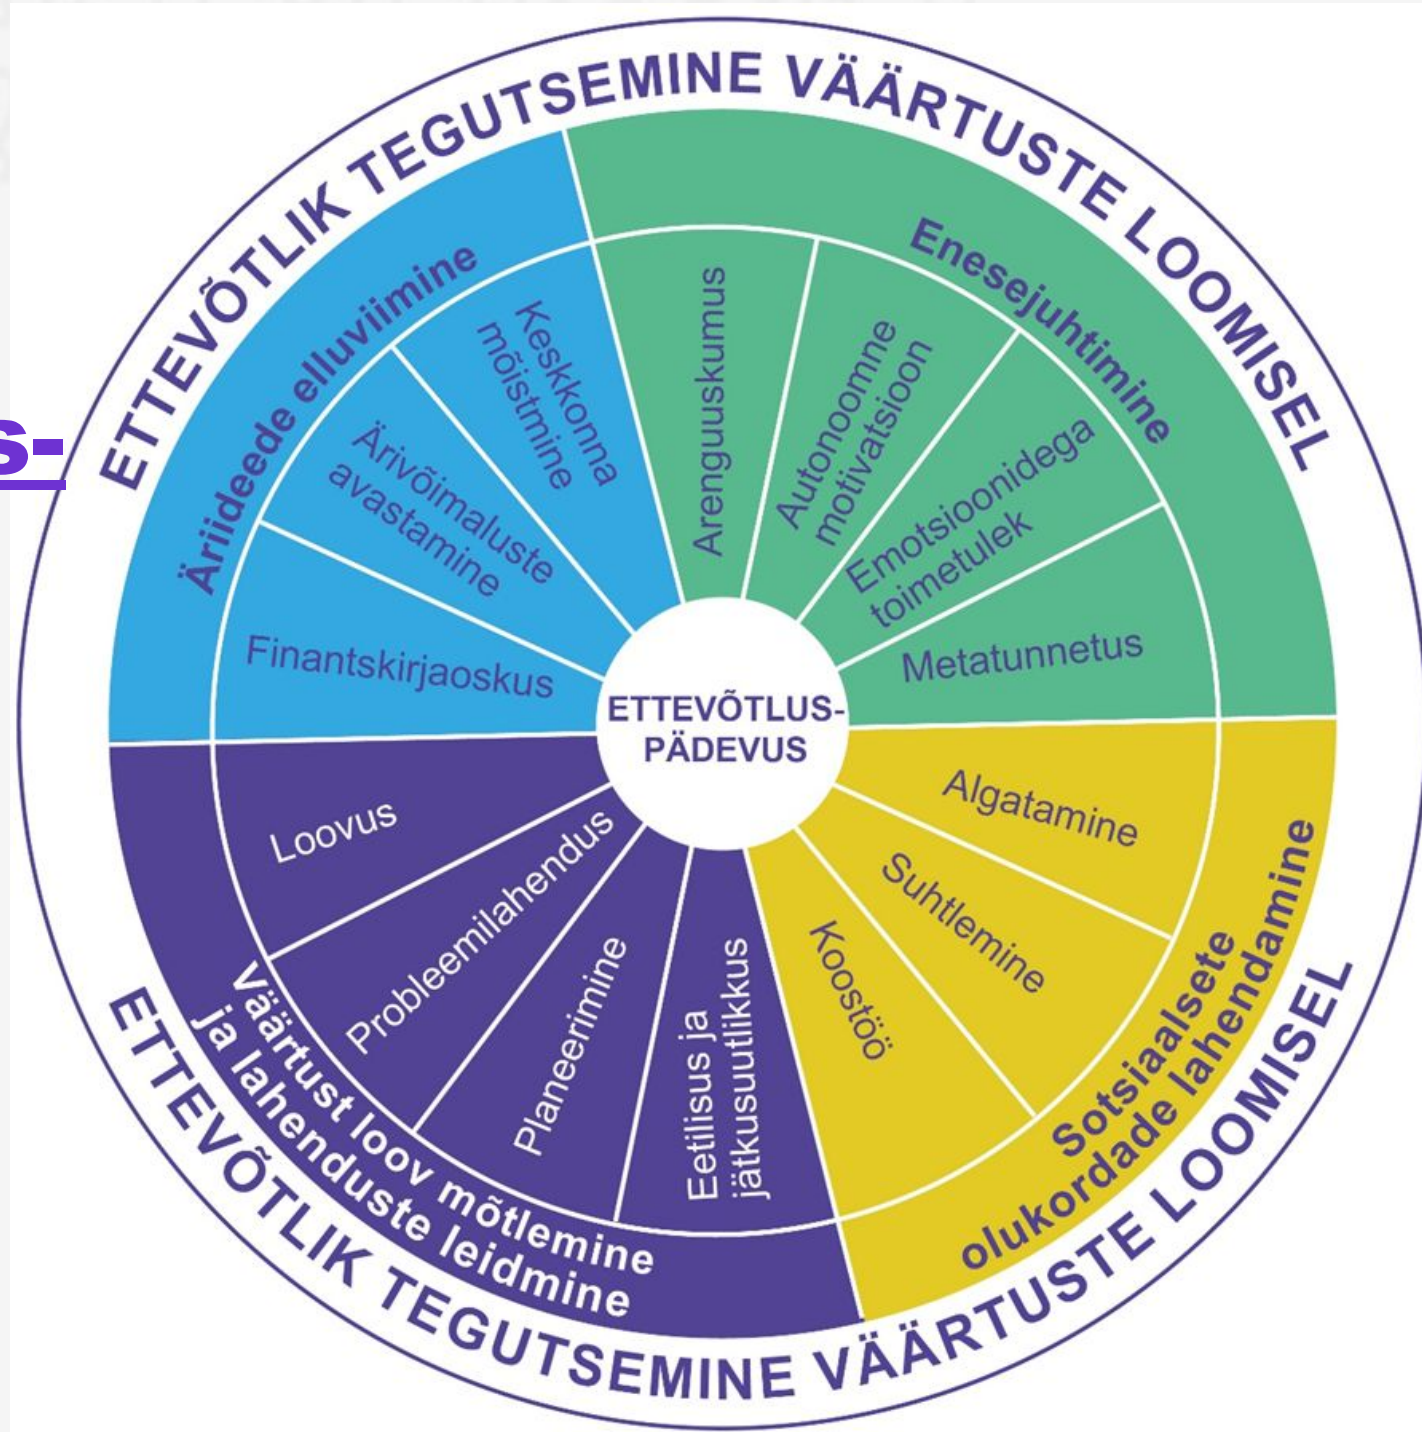 ETTEVÕTLIK TEGUTSEMINE VÄÄRTUSTE LOOMISEL
s-
Enesejuhtimine
Arenguuskumus
Autonoomne
motivatsioon
Emotsioonidega
toimetulek
Metatunnetus
Sotsiaalsete
olukordade lahendamine
Algatamine
Suhtlemine
Koostöö
Väärtust loov mõtlemine
ja lahenduste leidmine
Eetilisus ja
jätkusuutlikkus
Planeerimine
Probleemilahendus
Loovus
Äriideede elluviimine
Finantskirjaoskus
Ärivõimaluste
avastamine
Keskkonna
mõistmine
ETTEVÕTLUS-
PÄDEVUS
ETTEVÕTLIK TEGUTSEMINE VÄÄRTUSTE LOOMISEL